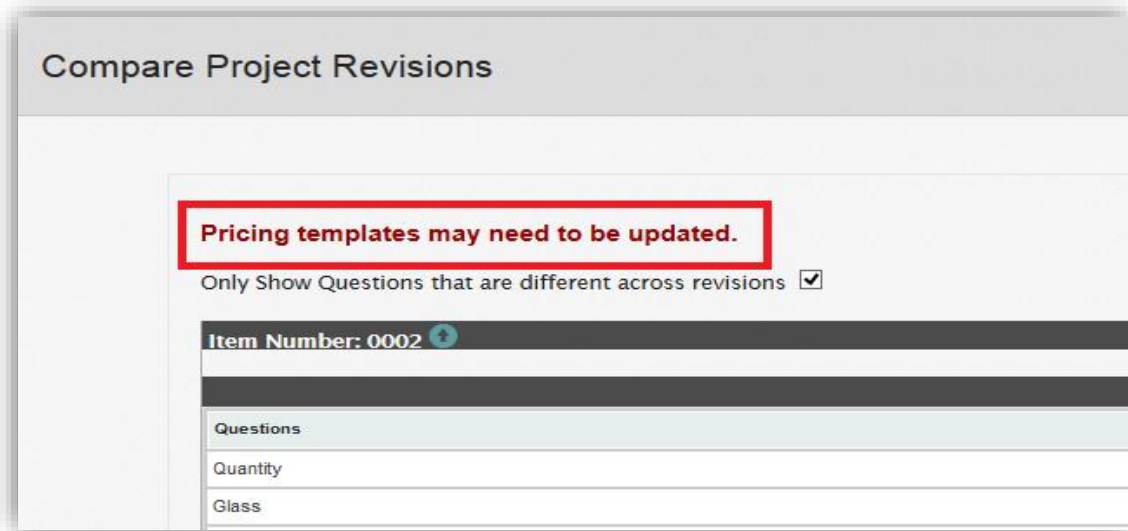 Compare Project Revisions
Pricing templates may need to be updated.
Only Show Questions that are different across revisions
Item Number: 0002
Questions
Quantity
Glass